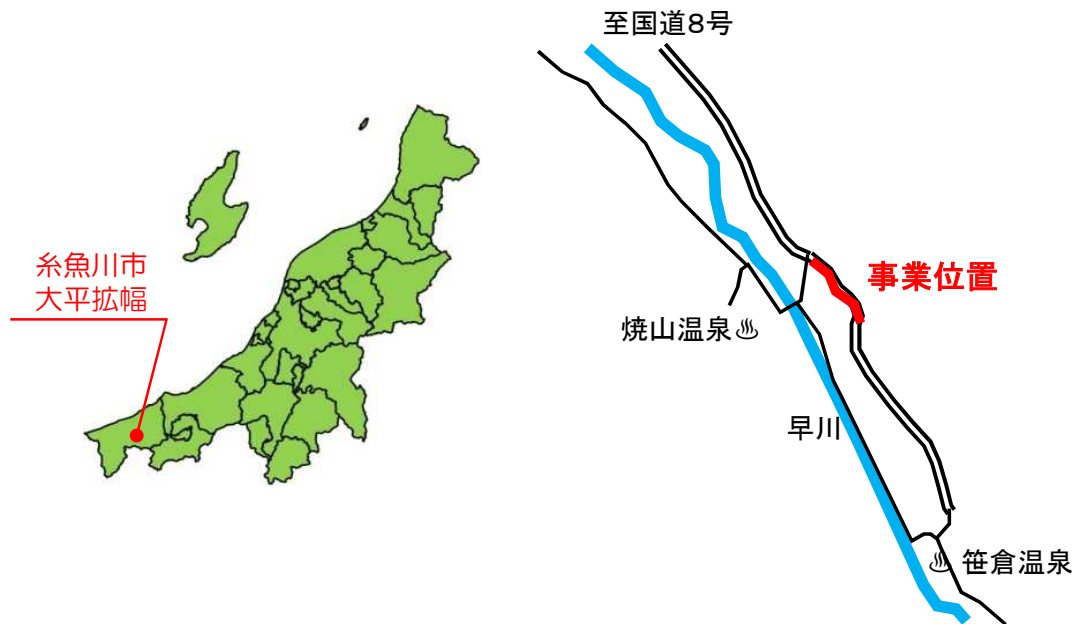 至国道8号
糸魚川市
大平拡幅
事業位置
焼山温泉♨
早川
♨ 笹倉温泉